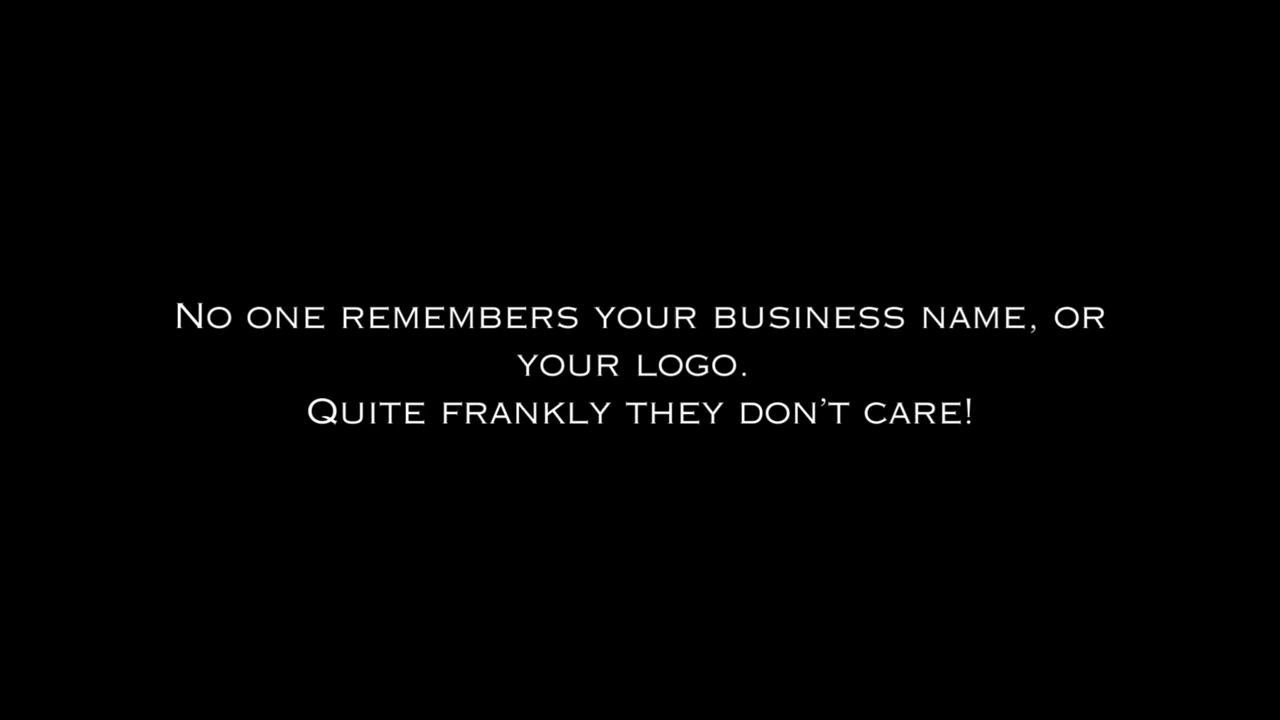 No one remembers your business name, or
your logo.
Quite frankly they don’t care!